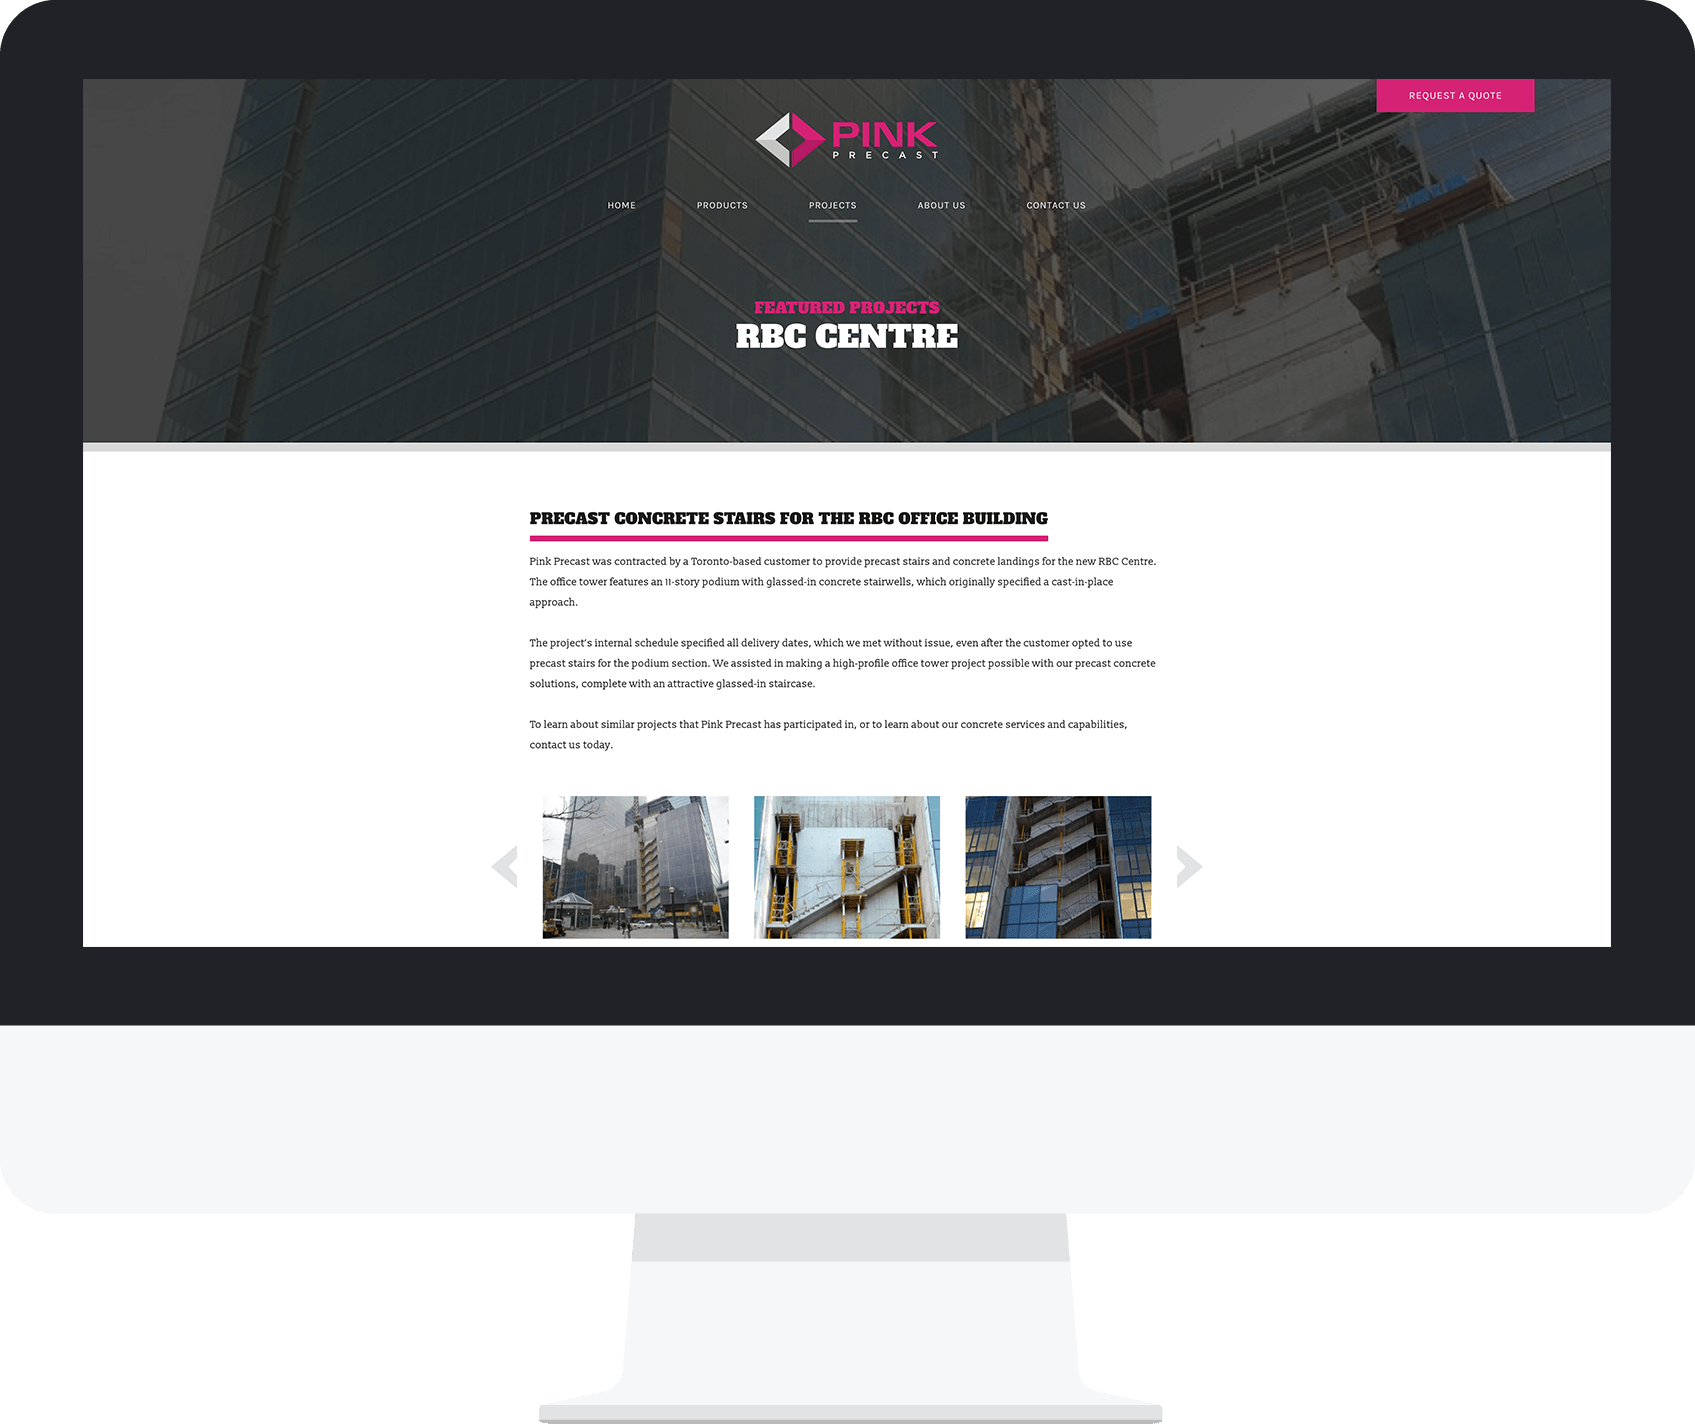 REQUEST A QUOTE
PINK
PRECAST
HOME PRODUCTS PROJECTS ABOUT US CONTACT US
FEATURED PROJECTS
RBC CENTRE
PRECAST CONCRETE STAIRS FOR THE RBC OFFICE BUILDING
Pink Precast was contracted by a Toronto-based customer to provide precast stairs and concrete landings for the new RBC Centre.
The office tower features an 11-story podium with glassed-in concrete stairwells, which originally specified a cast-in-place
approach.
The project's internal schedule specified all delivery dates, which we met without issue, even after the customer opted to use
precast stairs for the podium section. We assisted in making a high-profile office tower project possible with our precast concrete
solutions, complete with an attractive glassed-in staircase.
To learn about similar projects that Pink Precast has participated in, or to learn about our concrete services and capabilities,
contact us today.